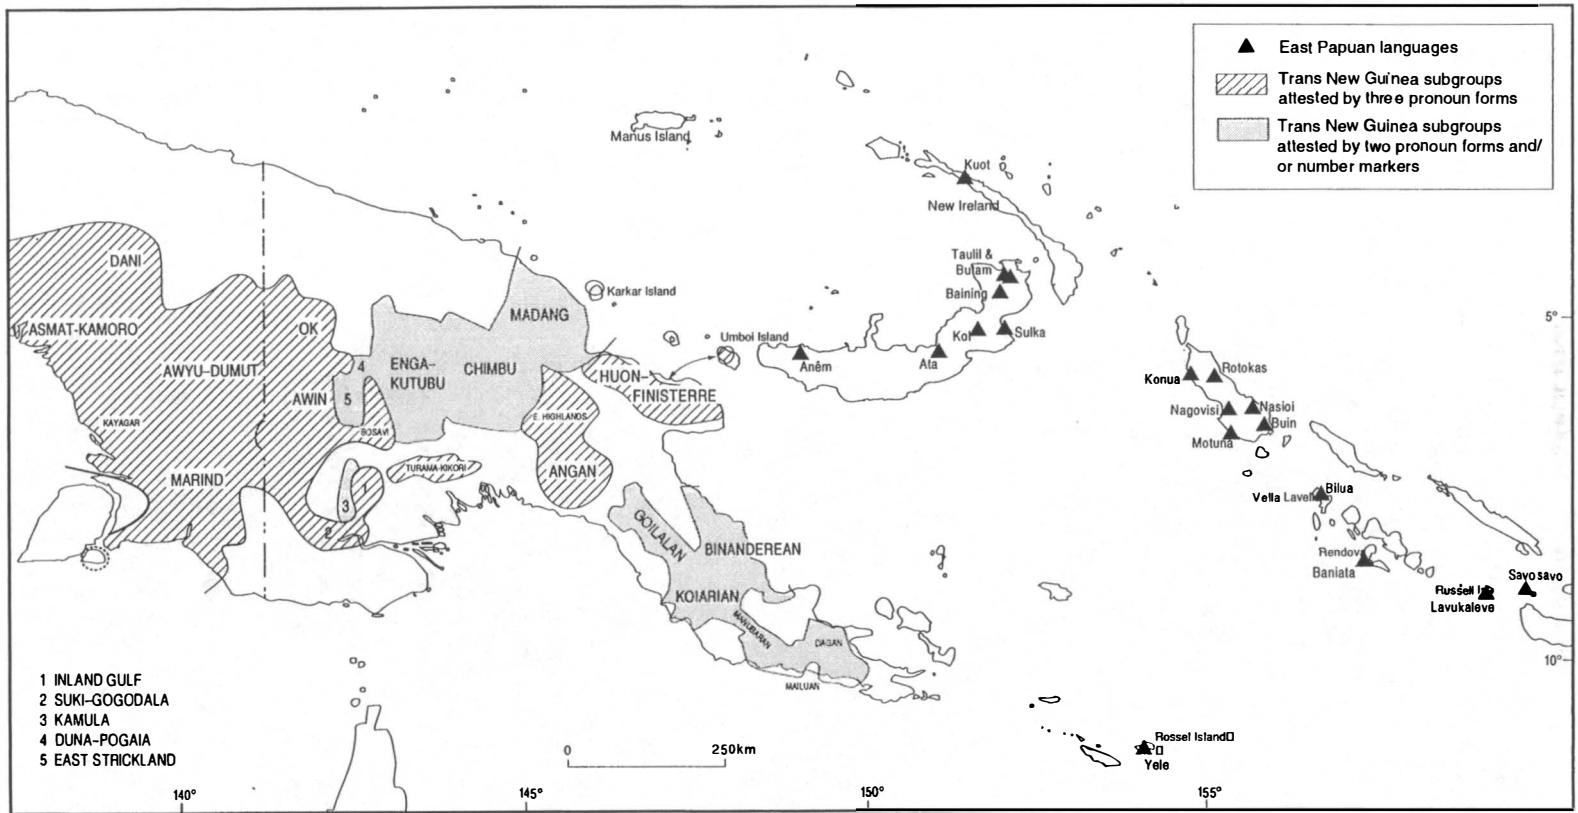 East Papuan languages
Trans New Guinea subgroups
attested by three pronoun forms
Trans New Guinea subgroups
attested by two pronoun forms and/
or number markers
Manus Island
Kuot
New Ireland
Taulil &
Butam
Baining
Kol
Sulka
Karkar Island
Umboi Island
Anêm
Ata
DANI
ASMAT-KAMORO
OK
AWYU-DUMUT
AWIN
KAYAGAR
MARIND
4
5
BOSAVI
ENGA-
KUTUBU
CHIMBU
MADANG
HUON-
FINISTERRE
E. HIGHLANDS
ANGAN
TURAMA-KIKORI
1
3
2
GOILALAN
BINANDEREAN
KOIARIAN
MANUBARAN
DAGAN
MAILUAN
Konua
Rotokas
Nagovisi
Nasioi
Buin
Motuna
Bilua
Vella Lavella
Rendova
Baniata
Savosavo
Russell Is
Lavukaleve
Rossel Island
Yele
5°
10°
1 INLAND GULF
2 SUKI-GOGODALA
3 KAMULA
4 DUNA-POGAIA
5 EAST STRICKLAND
0 250km
140° 145° 150° 155°